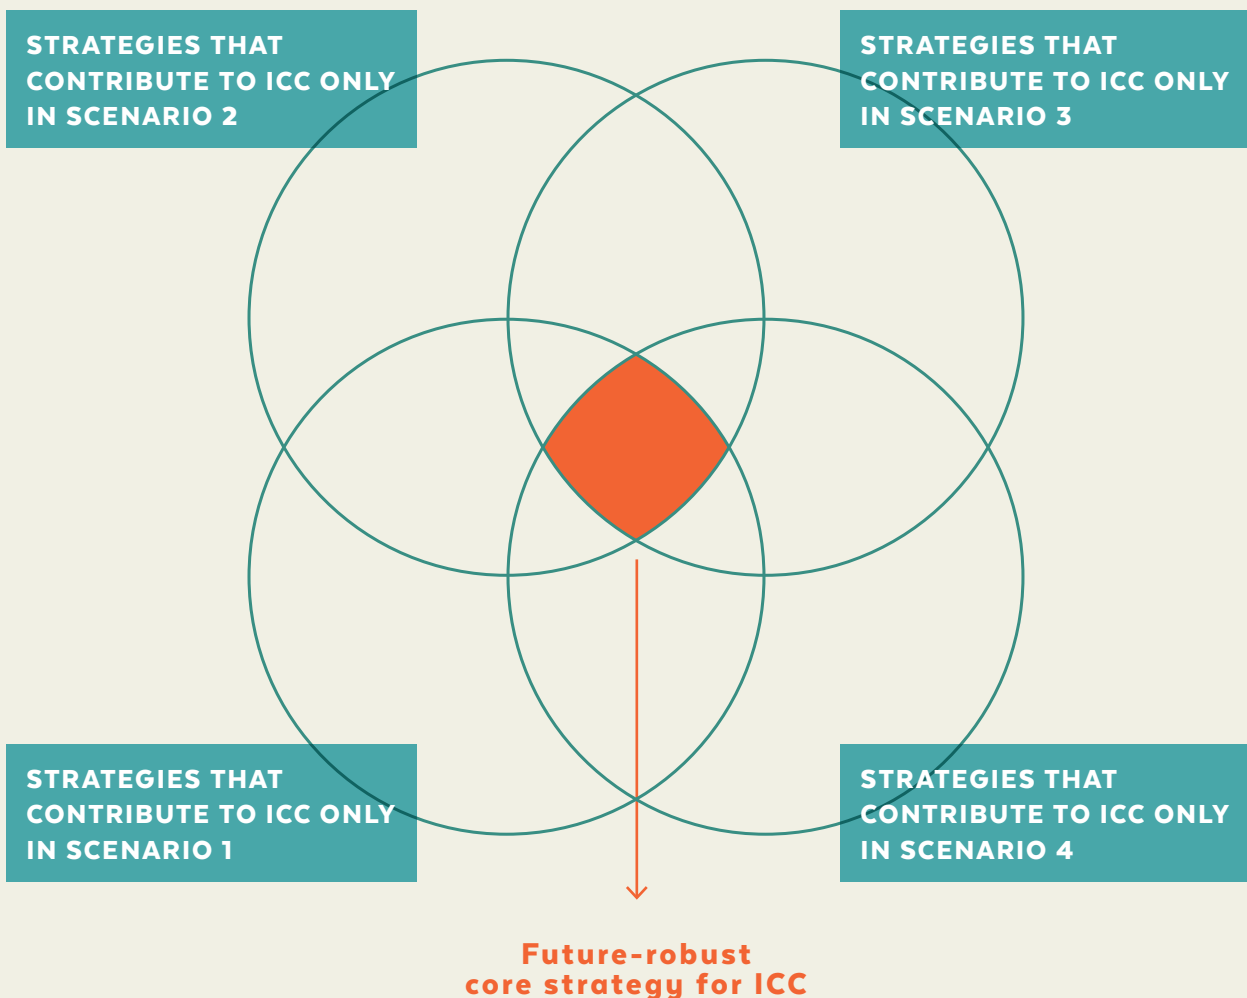 STRATEGIES THAT
CONTRIBUTE TO ICC ONLY
IN SCENARIO 2
STRATEGIES THAT
CONTRIBUTE TO ICC ONLY
IN SCENARIO 3
STRATEGIES THAT
CONTRIBUTE TO ICC ONLY
IN SCENARIO 1
STRATEGIES THAT
CONTRIBUTE TO ICC ONLY
IN SCENARIO 4
Future-robust
core strategy for ICC